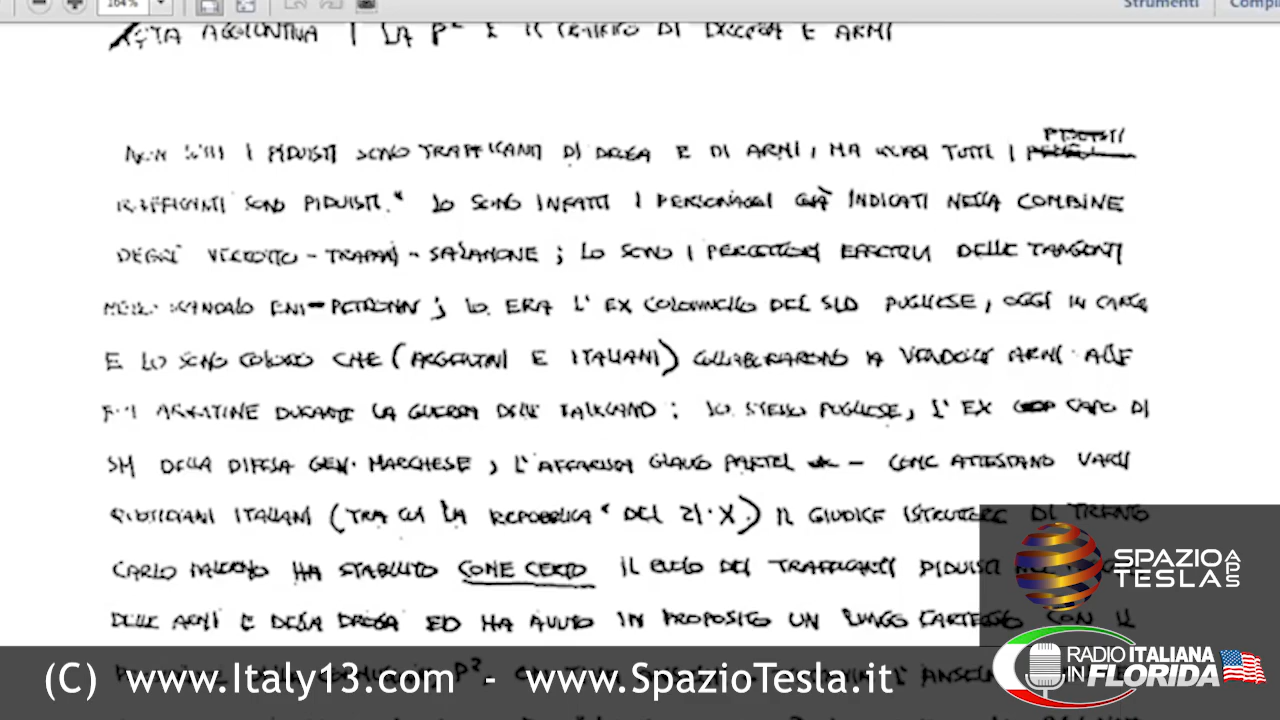 164%
Strumenti
NOTA AGGIUNTIVA LA P2 E IL TRAFFICO DI DROGA E ARMI
NON TUTTI I PIDUISTI SONO TRAFFICANTI DI DROGA E DI ARMI, MA QUASI TUTTI I PIDUISTI
TRAFFICANTI SONO PIDUISTI." LO SONO INFATTI I PERSONAGGI GIÀ INDICATI NELLA COMBINE
DEGLI - TRAPANI - SALAMONE; LO SONO I PERCETTORI EFFETTIVI DELLE TANGENTI
NELLO SCANDALO ENI-PETROMIN; LO ERA L'EX COLONNELLO DEL SID PUGLIESE, OGGI IN CARCE
E LO SONO COLORO CHE (ARGENTINI E ITALIANI) COLLABORARONO A VENDERE ARMI ALLE
ARGENTINE DURANTE LA GUERRA DELLE FALKLAND: LO STESSO PUGLIESE, L'EX CAPO DI
SM DELLA DIFESA GEN. MARCHESE, L'AFFARISTA GLAUCO PARTEL - COME ATTESTANO VARI
QUOTIDIANI ITALIANI (TRA CUI LA REPUBBLICA" DEL 21.X) IL GIUDICE ISTRUTTORE DI TRENTO
CARLO PALERMO HA STABILITO COME CERTO IL RUOLO DEI TRAFFICANTI PIDUISTI
DELLE ARMI E DELLA DROGA ED HA AVUTO IN PROPOSITO UN LUNGO CARTEGGIO CON IL
P2
SPAZIO TESLA APS
RADIO ITALIANA IN FLORIDA
(C) www.Italy13.com - www.SpazioTesla.it